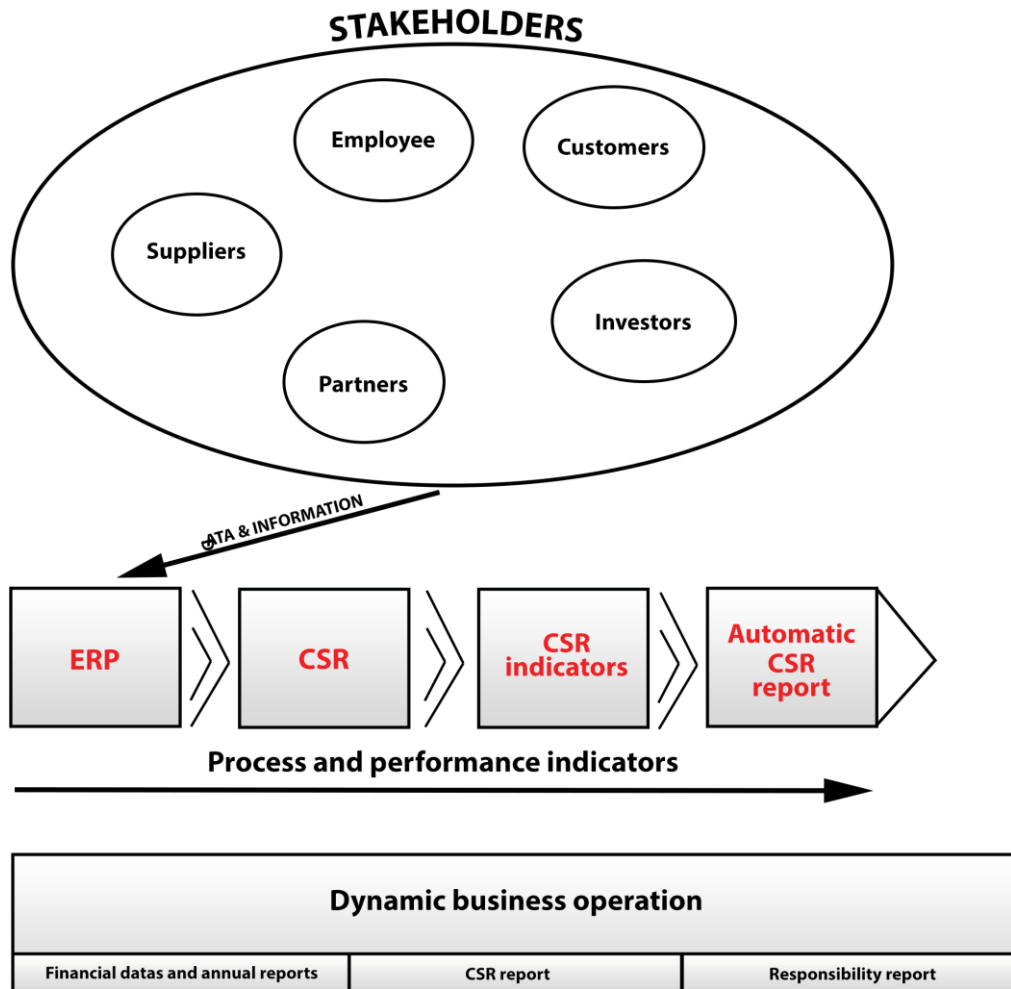 STAKEHOLDERS
Employee
Customers
Suppliers
Investors
Partners
DATA & INFORMATION
ERP
CSR
CSR
indicators
Automatic
CSR
report
Process and performance indicators
Dynamic business operation
Financial datas and annual reports
CSR report
Responsibility report